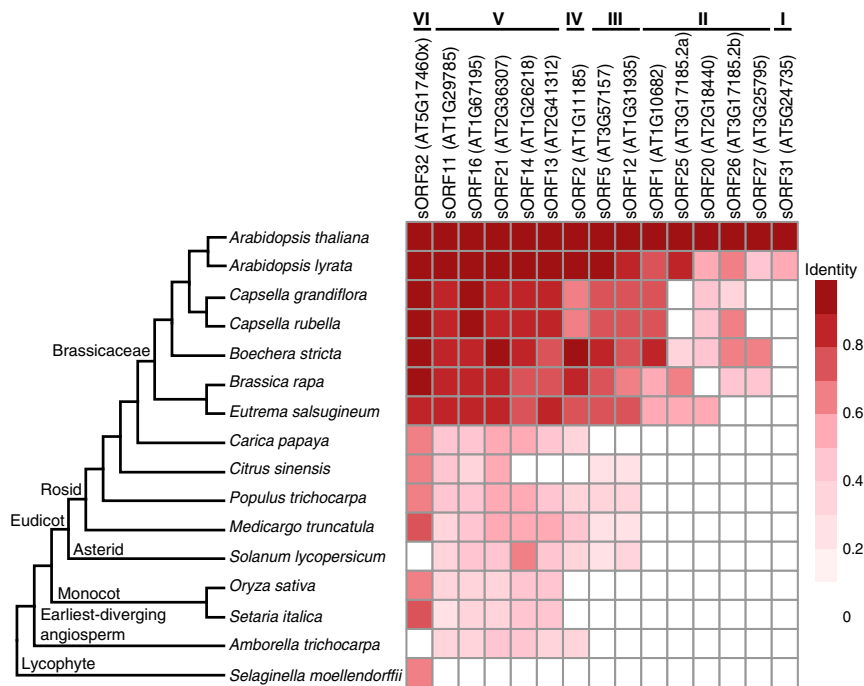 VI V IV III II I
sORF32 (AT5G17460x)
sORF11 (AT1G29785)
sORF16 (AT1G67195)
sORF21 (AT2G36307)
sORF14 (AT1G26218)
sORF13 (AT2G41312)
sORF2 (AT1G11185)
sORF5 (AT3G57157)
sORF12 (AT1G31935)
sORF1 (AT1G10682)
sORF25 (AT3G17185.2a)
sORF20 (AT2G18440)
sORF26 (AT3G17185.2b)
sORF27 (AT3G25795)
sORF31 (AT5G24735)
Arabidopsis thaliana
Arabidopsis lyrata
Capsella grandiflora
Capsella rubella
Boechera stricta
Brassica rapa
Eutrema salsugineum
Carica papaya
Citrus sinensis
Populus trichocarpa
Medicargo truncatula
Solanum lycopersicum
Oryza sativa
Setaria italica
Amborella trichocarpa
Selaginella moellendorffii
Brassicaceae
Rosid
Eudicot
Asterid
Monocot
Earliest-diverging
angiosperm
Lycophyte
Identity
0.8
0.6
0.4
0.2
0